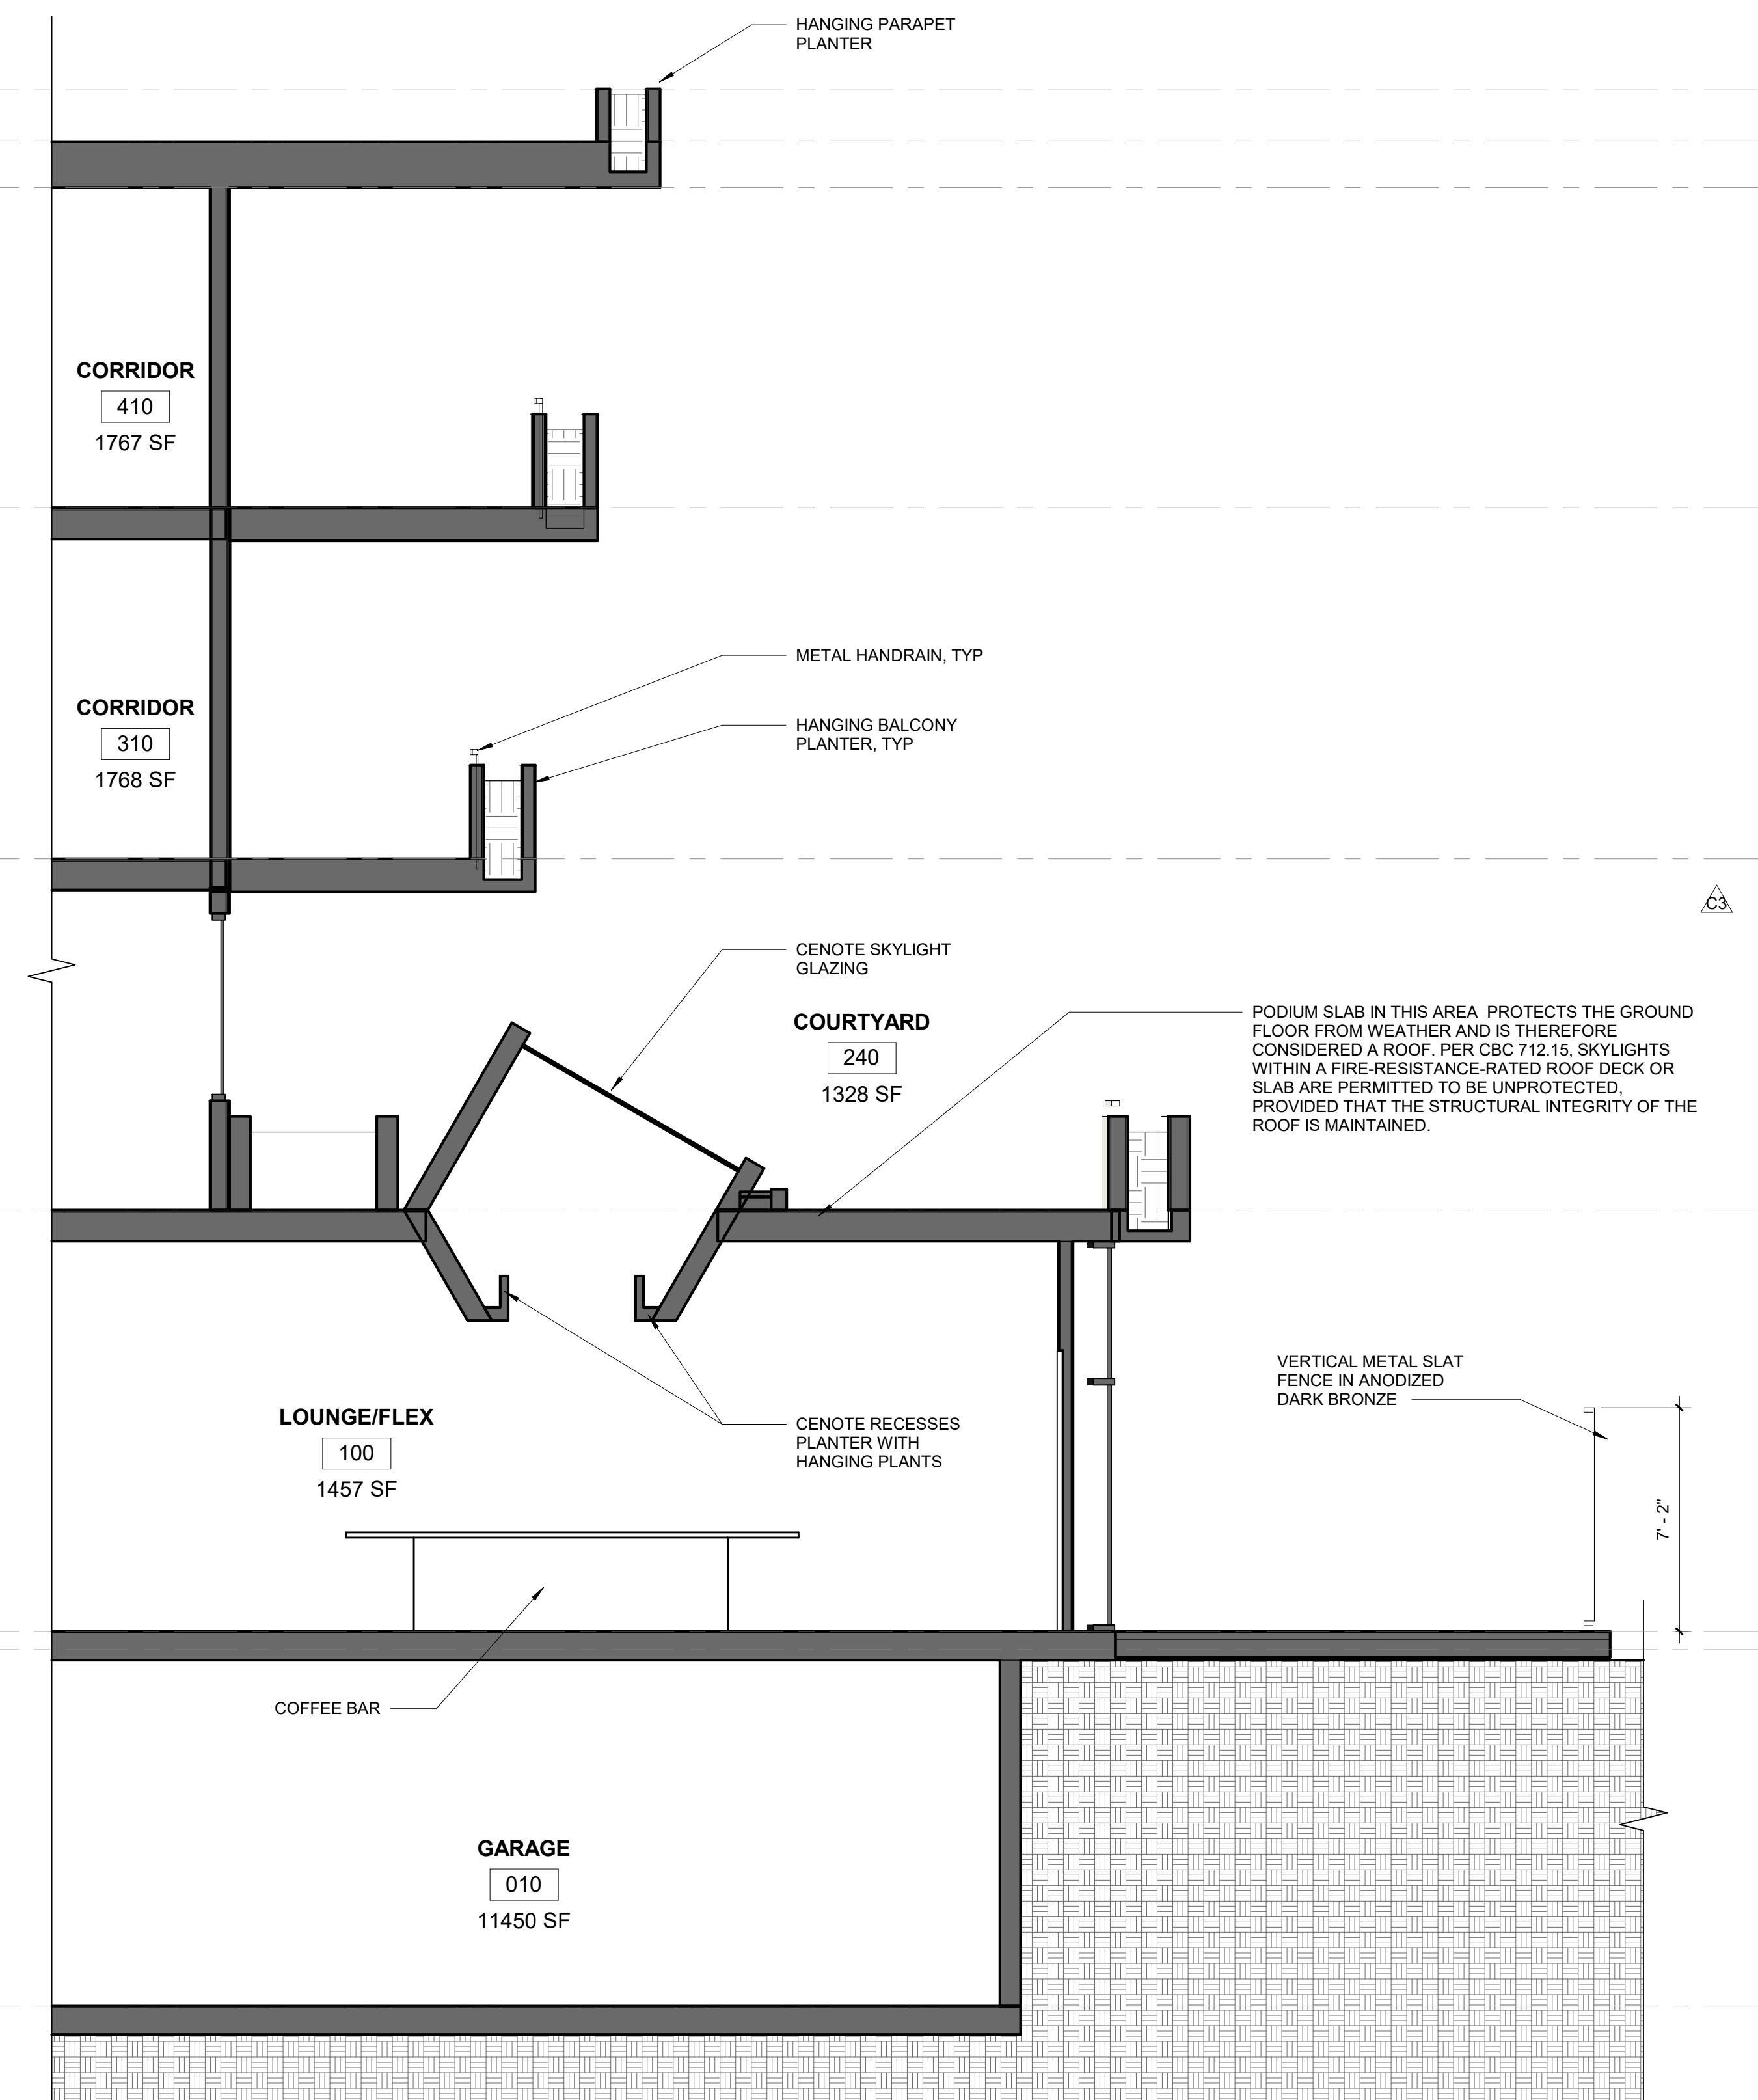 HANGING PARAPET
PLANTER
CORRIDOR
410
1767 SF
METAL HANDRAIN, TYP
CORRIDOR
310
1768 SF
HANGING BALCONY
PLANTER, TYP
C3
CENOTE SKYLIGHT
GLAZING
COURTYARD
240
1328 SF
PODIUM SLAB IN THIS AREA PROTECTS THE GROUND
FLOOR FROM WEATHER AND IS THEREFORE
CONSIDERED A ROOF. PER CBC 712.15, SKYLIGHTS
WITHIN A FIRE-RESISTANCE-RATED ROOF DECK OR
SLAB ARE PERMITTED TO BE UNPROTECTED,
PROVIDED THAT THE STRUCTURAL INTEGRITY OF THE
ROOF IS MAINTAINED.
VERTICAL METAL SLAT
FENCE IN ANODIZED
DARK BRONZE
LOUNGE/FLEX
100
1457 SF
CENOTE RECESSES
PLANTER WITH
HANGING PLANTS
7' - 2"
COFFEE BAR
GARAGE
010
11450 SF